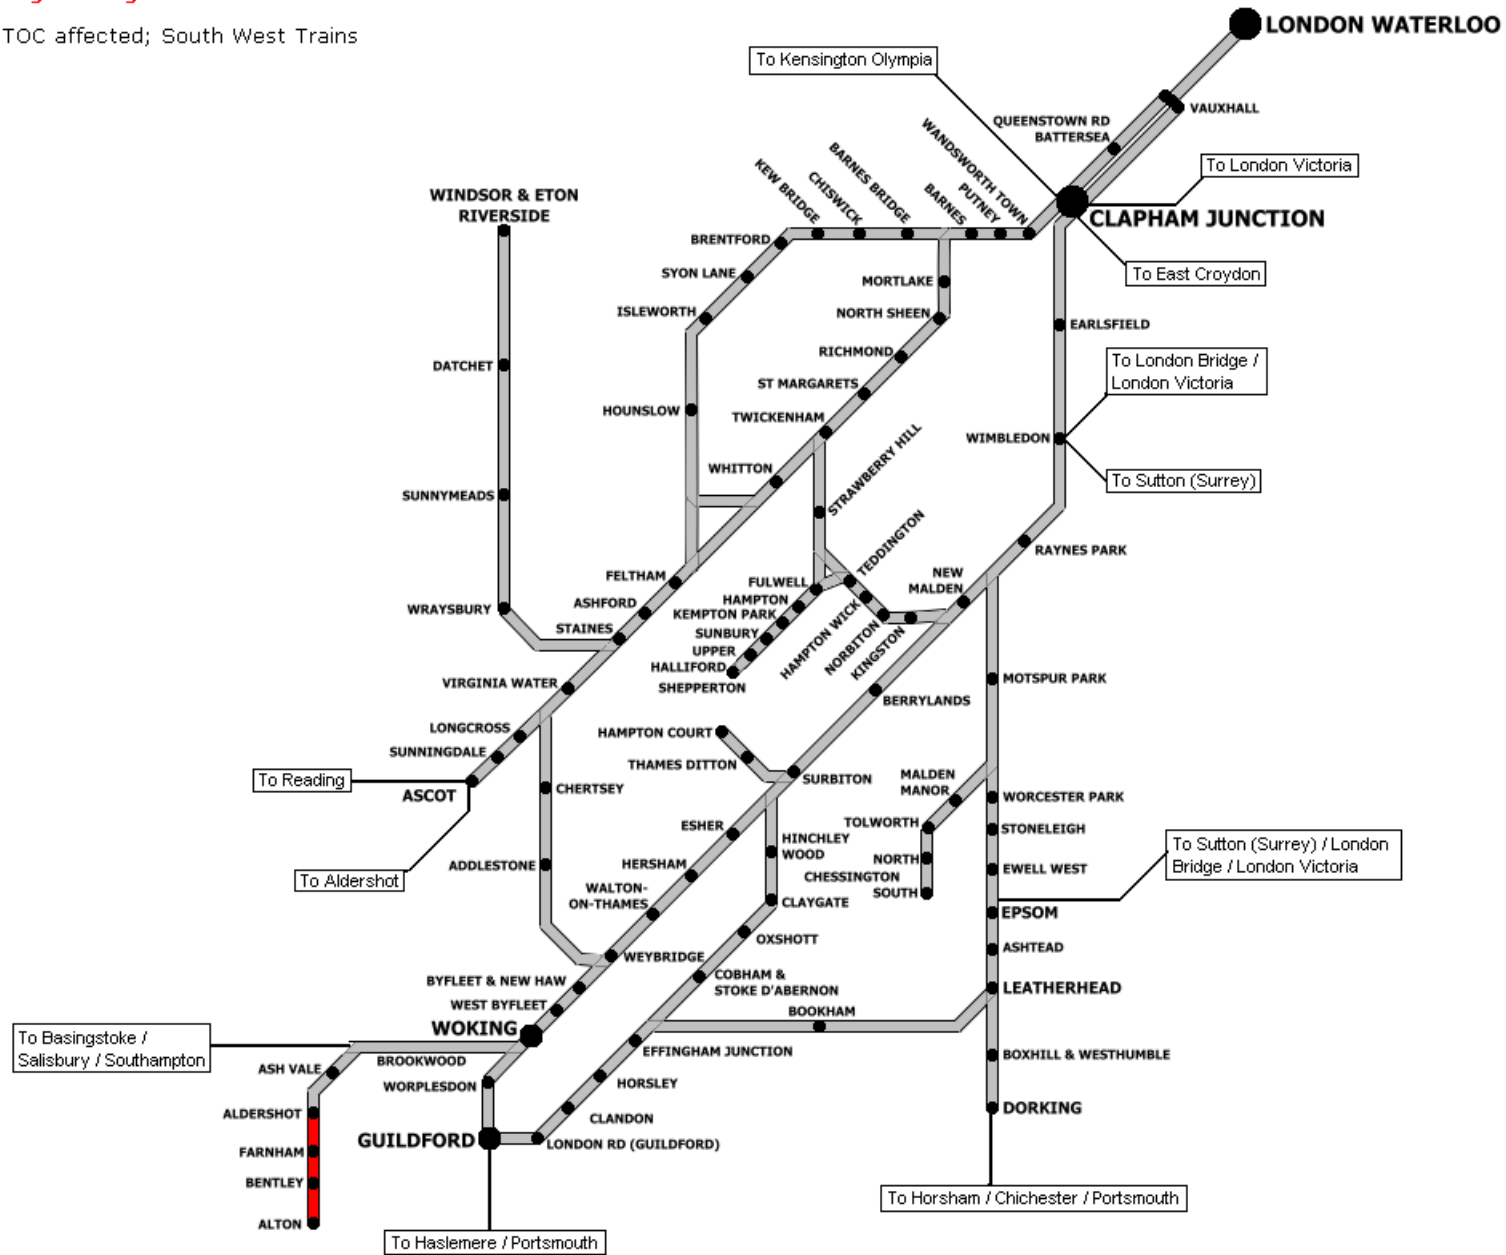 TOC affected; South West Trains
LONDON WATERLOO
To Kensington Olympia
VAUXHALL
QUEENSTOWN RD
BATTERSEA
To London Victoria
WANDSWORTH TOWN
PUTNEY
BARNES
BARNES BRIDGE
CHISWICK
KEW BRIDGE
CLAPHAM JUNCTION
WINDSOR & ETON
RIVERSIDE
BRENTFORD
SYON LANE
ISLEWORTH
MORTLAKE
NORTH SHEEN
To East Croydon
EARLSFIELD
RICHMOND
To London Bridge /
London Victoria
DATCHET
ST MARGARETS
HOUNSLOW
TWICKENHAM
WIMBLEDON
WHITTON
STRAWBERRY HILL
To Sutton (Surrey)
SUNNYMEADS
RAYNES PARK
TEDDINGTON
FELTHAM
FULWELL
NEW
MALDEN
ASHFORD
HAMPTON
KEMPTON PARK
WRAYSBURY
STAINES
SUNBURY
UPPER
HALLIFORD
SHEPPERTON
HAMPTON WICK
NORBITON
KINGSTON
VIRGINIA WATER
MOTSPUR PARK
BERRYLANDS
LONGCROSS
SUNNINGDALE
HAMPTON COURT
THAMES DITTON
SURBITON
To Reading
ASCOT
CHERTSEY
MALDEN
MANOR
WORCESTER PARK
TOLWORTH
STONELEIGH
ESHER
HINCHLEY
WOOD
To Sutton (Surrey) / London
Bridge / London Victoria
ADDLESTONE
HERSHAM
NORTH
CHESSINGTON
SOUTH
EWELL WEST
To Aldershot
WALTON-
ON-THAMES
CLAYGATE
EPSOM
OXSHOTT
ASHTEAD
WEYBRIDGE
BYFLEET & NEW HAW
COBHAM &
STOKE D'ABERNON
LEATHERHEAD
WEST BYFLEET
BOOKHAM
WOKING
To Basingstoke /
Salisbury / Southampton
BROOKWOOD
EFFINGHAM JUNCTION
BOXHILL & WESTHUMBLE
ASH VALE
WORPLESDON
HORSLEY
ALDERSHOT
CLANDON
DORKING
GUILDFORD
LONDON RD (GUILDFORD)
FARNHAM
BENTLEY
To Horsham / Chichester / Portsmouth
ALTON
To Haslemere / Portsmouth